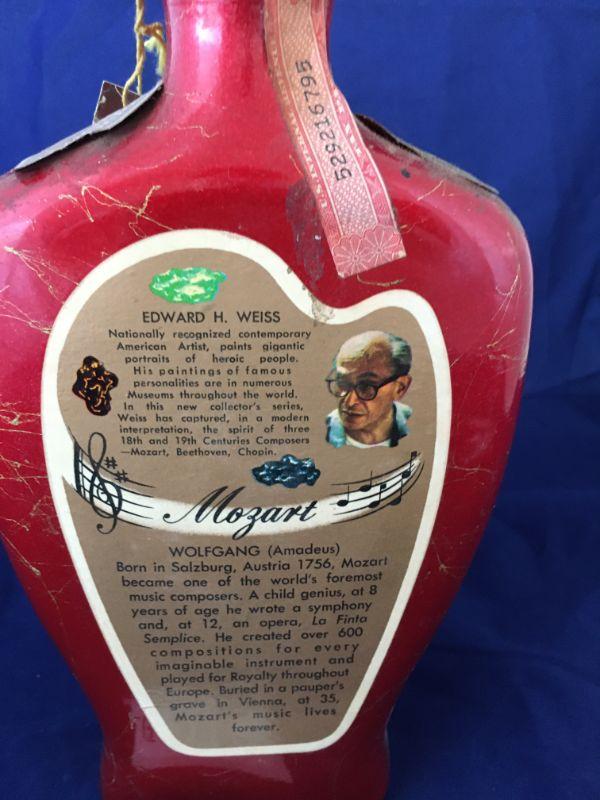 529216795
EDWARD H. WEISS
Nationally recognized contemporary
American Artist, paints gigantic
portraits of heroic people.
His paintings of famous
personalities are in numerous
Museums throughout the world.
In this new collector's series,
Weiss has captured, in a modern
interpretation, the spirit of three
18th and 19th Centuries Composers
—Mozart, Beethoven, Chopin.
Mozart
WOLFGANG (Amadeus)
Born in Salzburg, Austria 1756, Mozart
became one of the world's foremost
music composers. A child genius, at 8
years of age he wrote a symphony
and, at 12, an opera, La Finta
Semplice. He created over 600
compositions for every
imaginable instrument and
played for Royalty throughout
Europe. Buried in a pauper's
grave in Vienna, at 35,
Mozart's music lives
forever.